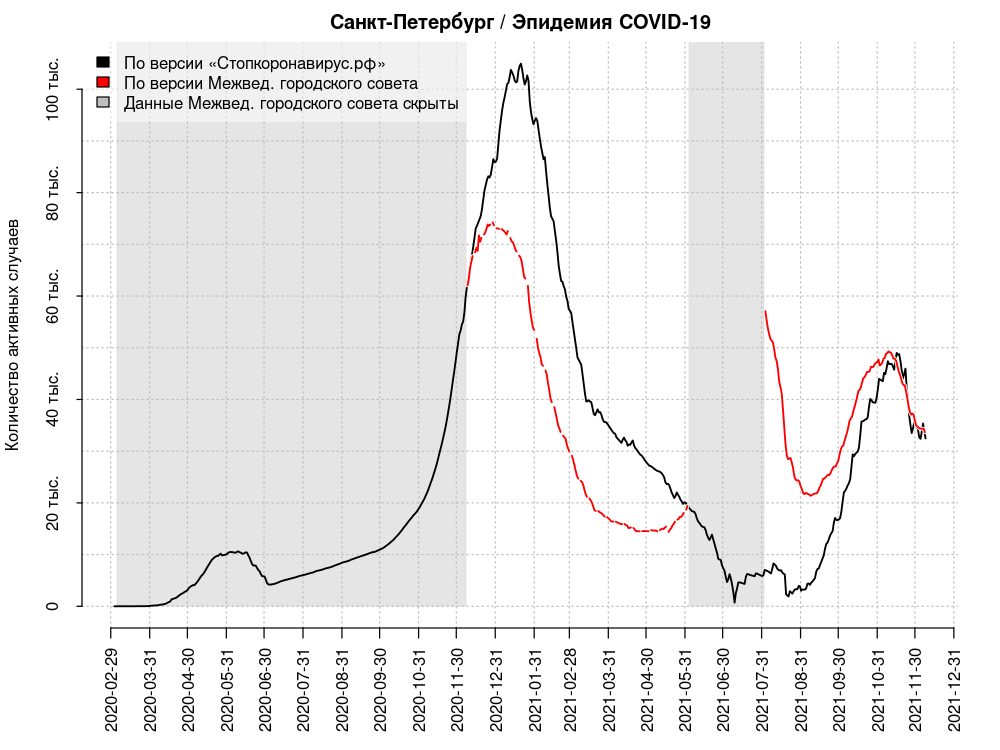 Санкт-Петербург / Эпидемия COVID-19
По версии «Стопкоронавирус.рф»
По версии Межвед. городского совета
Данные Межвед. городского совета скрыты
Количество активных случаев
100 тыс.
80 тыс.
60 тыс.
40 тыс.
20 тыс.
0
2020-02-29
2020-03-31
2020-04-30
2020-05-31
2020-06-30
2020-07-31
2020-08-31
2020-09-30
2020-10-31
2020-11-30
2020-12-31
2021-01-31
2021-02-28
2021-03-31
2021-04-30
2021-05-31
2021-06-30
2021-07-31
2021-08-31
2021-09-30
2021-10-31
2021-11-30
2021-12-31